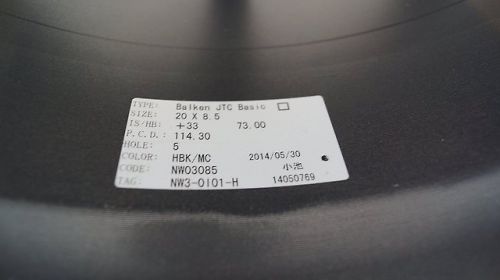 TYPE: Balken JTC Basic □
SIZE: 20 X 8.5
IS/HB: +33 73.00
P.C.D.: 114.30
HOLE: 5
COLOR: HBK/MC 2014/05/30
CODE: NW03085 小池
TAG: NW3-0101-H 14050769